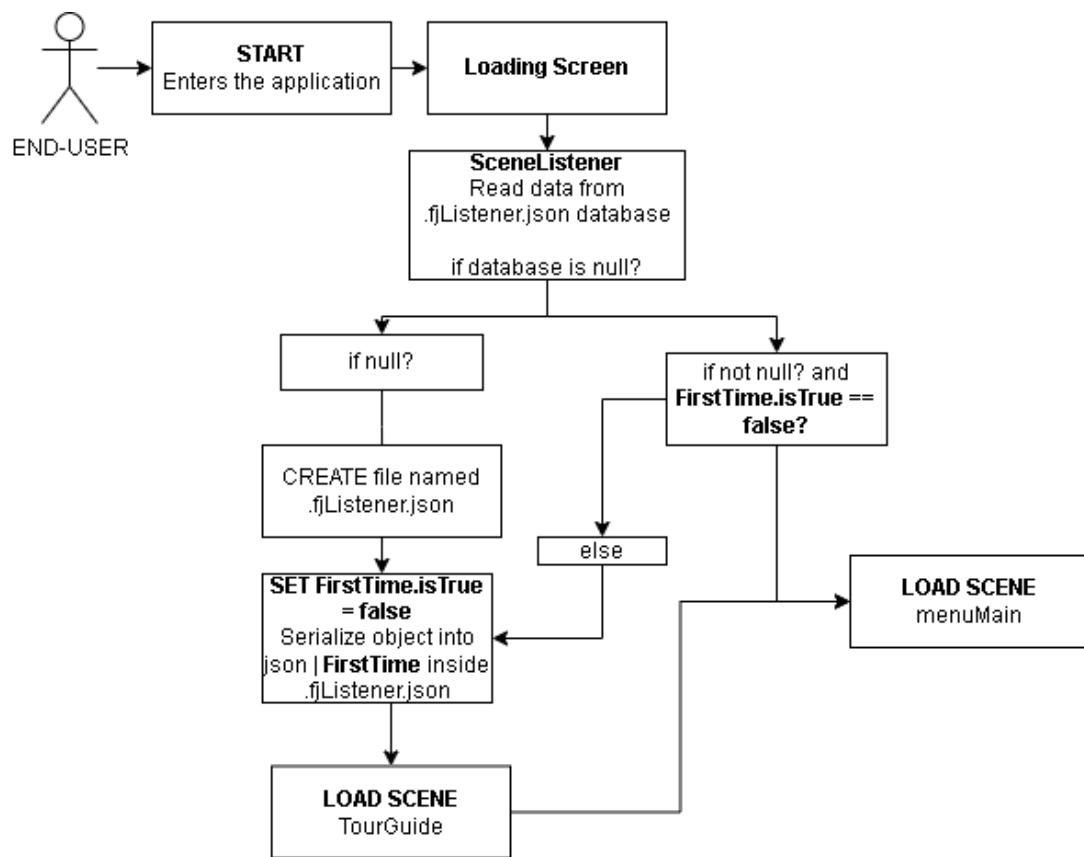 START
Enters the application
Loading Screen
END-USER
SceneListener
Read data from
.fjListener.json database
if database is null?
if null?
if not null? and
FirstTime.isTrue ==
false?
CREATE file named
.fjListener.json
else
SET FirstTime.isTrue
= false
Serialize object into
json | FirstTime inside
.fjListener.json
LOAD SCENE
menuMain
LOAD SCENE
TourGuide